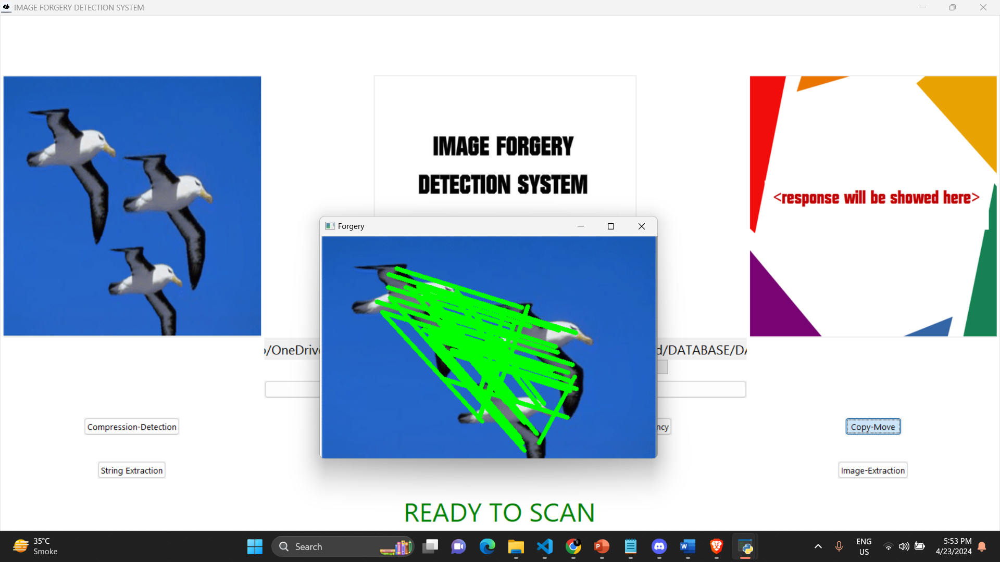 IMAGE FORGERY DETECTION SYSTEM
IMAGE FORGERY
DETECTION SYSTEM
<response will be showed here>
Forgery
/OneDriv
d/DATABASE/DA
Compression-Detection
ncy
Copy-Move
String Extraction
Image-Extraction
READY TO SCAN
35°C
Smoke
Search
ENG
US
5:53 PM
4/23/2024